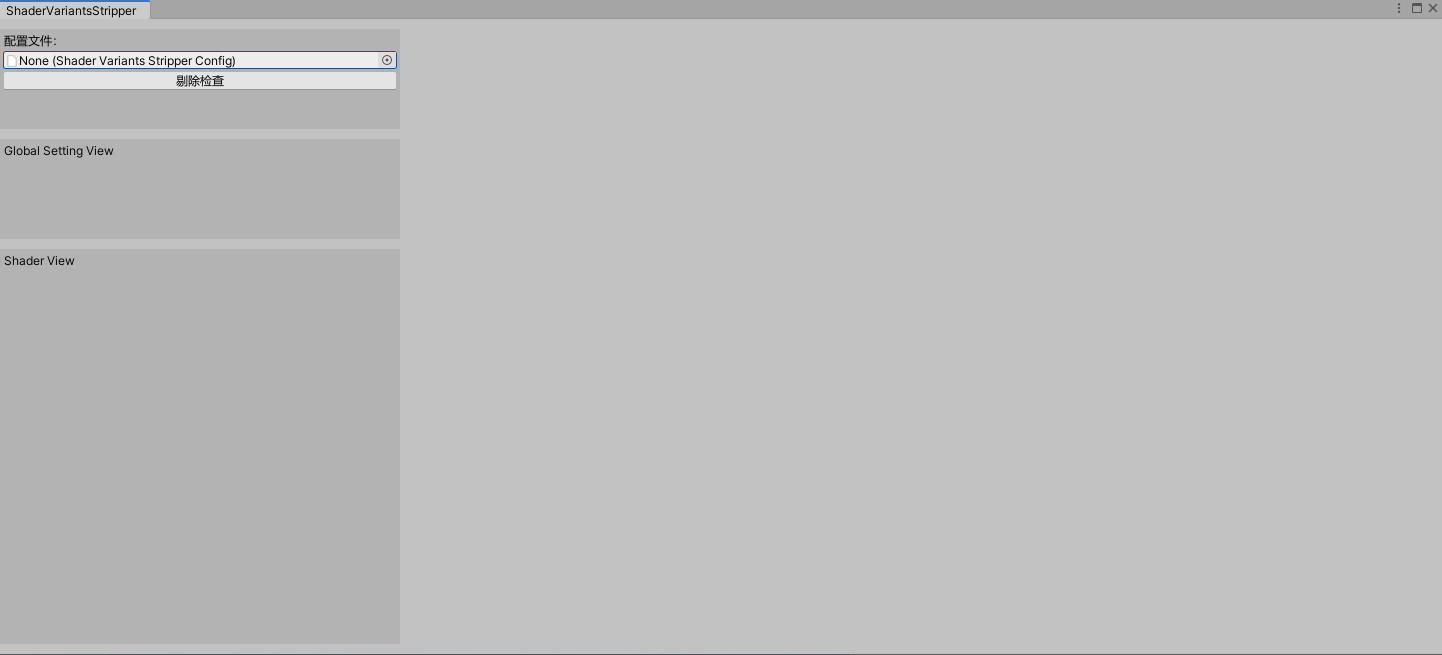 ShaderVariantsStripper
配置文件:
None (Shader Variants Stripper Config)
剔除检查
Global Setting View
Shader View